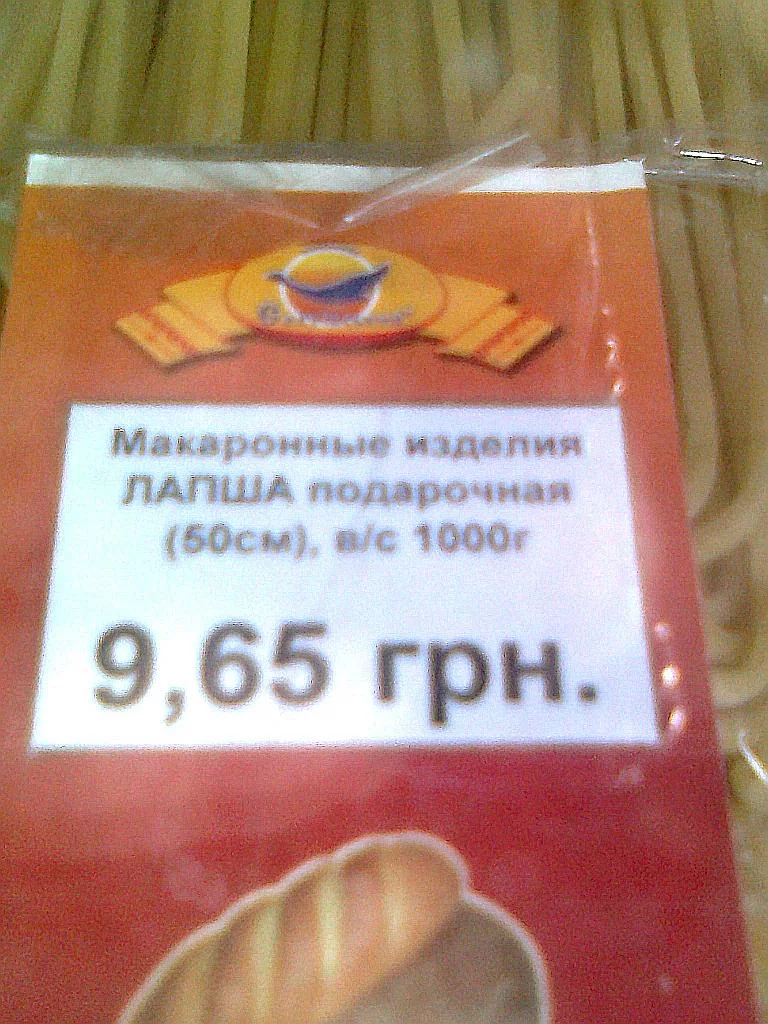 Макаронные изделия
ЛАПША подарочная
(50см), в/с 1000г
9,65 грн.